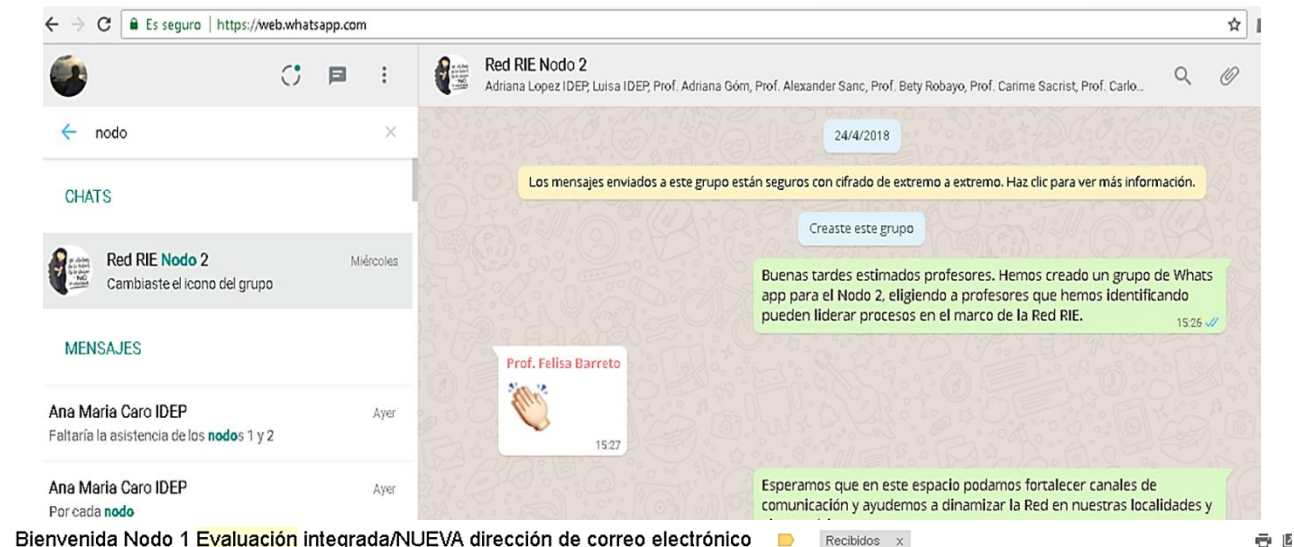 Es seguro | https://web.whatsapp.com
nodo
CHATS
Red RIE Nodo 2
Miércoles
Cambiaste el icono del grupo
MENSAJES
Ana Maria Caro IDEP
Ayer
Faltaría la asistencia de los nodos 1 y 2
Ana Maria Caro IDEP
Ayer
Por cada nodo
Red RIE Nodo 2
Adriana Lopez IDEP, Luisa IDEP, Prof. Adriana Góm, Prof. Alexander Sanc, Prof. Bety Robayo, Prof. Carime Sacrist, Prof. Carlo...
24/4/2018
Los mensajes enviados a este grupo están seguros con cifrado de extremo a extremo. Haz clic para ver más información.
Creaste este grupo
Buenas tardes estimados profesores. Hemos creado un grupo de Whats
app para el Nodo 2, eligiendo a profesores que hemos identificando
pueden liderar procesos en el marco de la Red RIE.
15:26
Prof. Felisa Barreto
15:27
Esperamos que en este espacio podamos fortalecer canales de
comunicación y ayudemos a dinamizar la Red en nuestras localidades y
Bienvenida Nodo 1 Evaluación integrada/NUEVA dirección de correo electrónico
Recibidos x